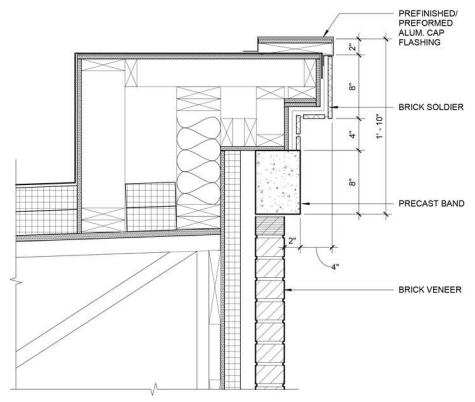 PREFINISHED/
PREFORMED
ALUM. CAP
FLASHING
2"
8"
BRICK SOLDIER
4"
1' - 10"
8"
PRECAST BAND
2"
4"
BRICK VENEER